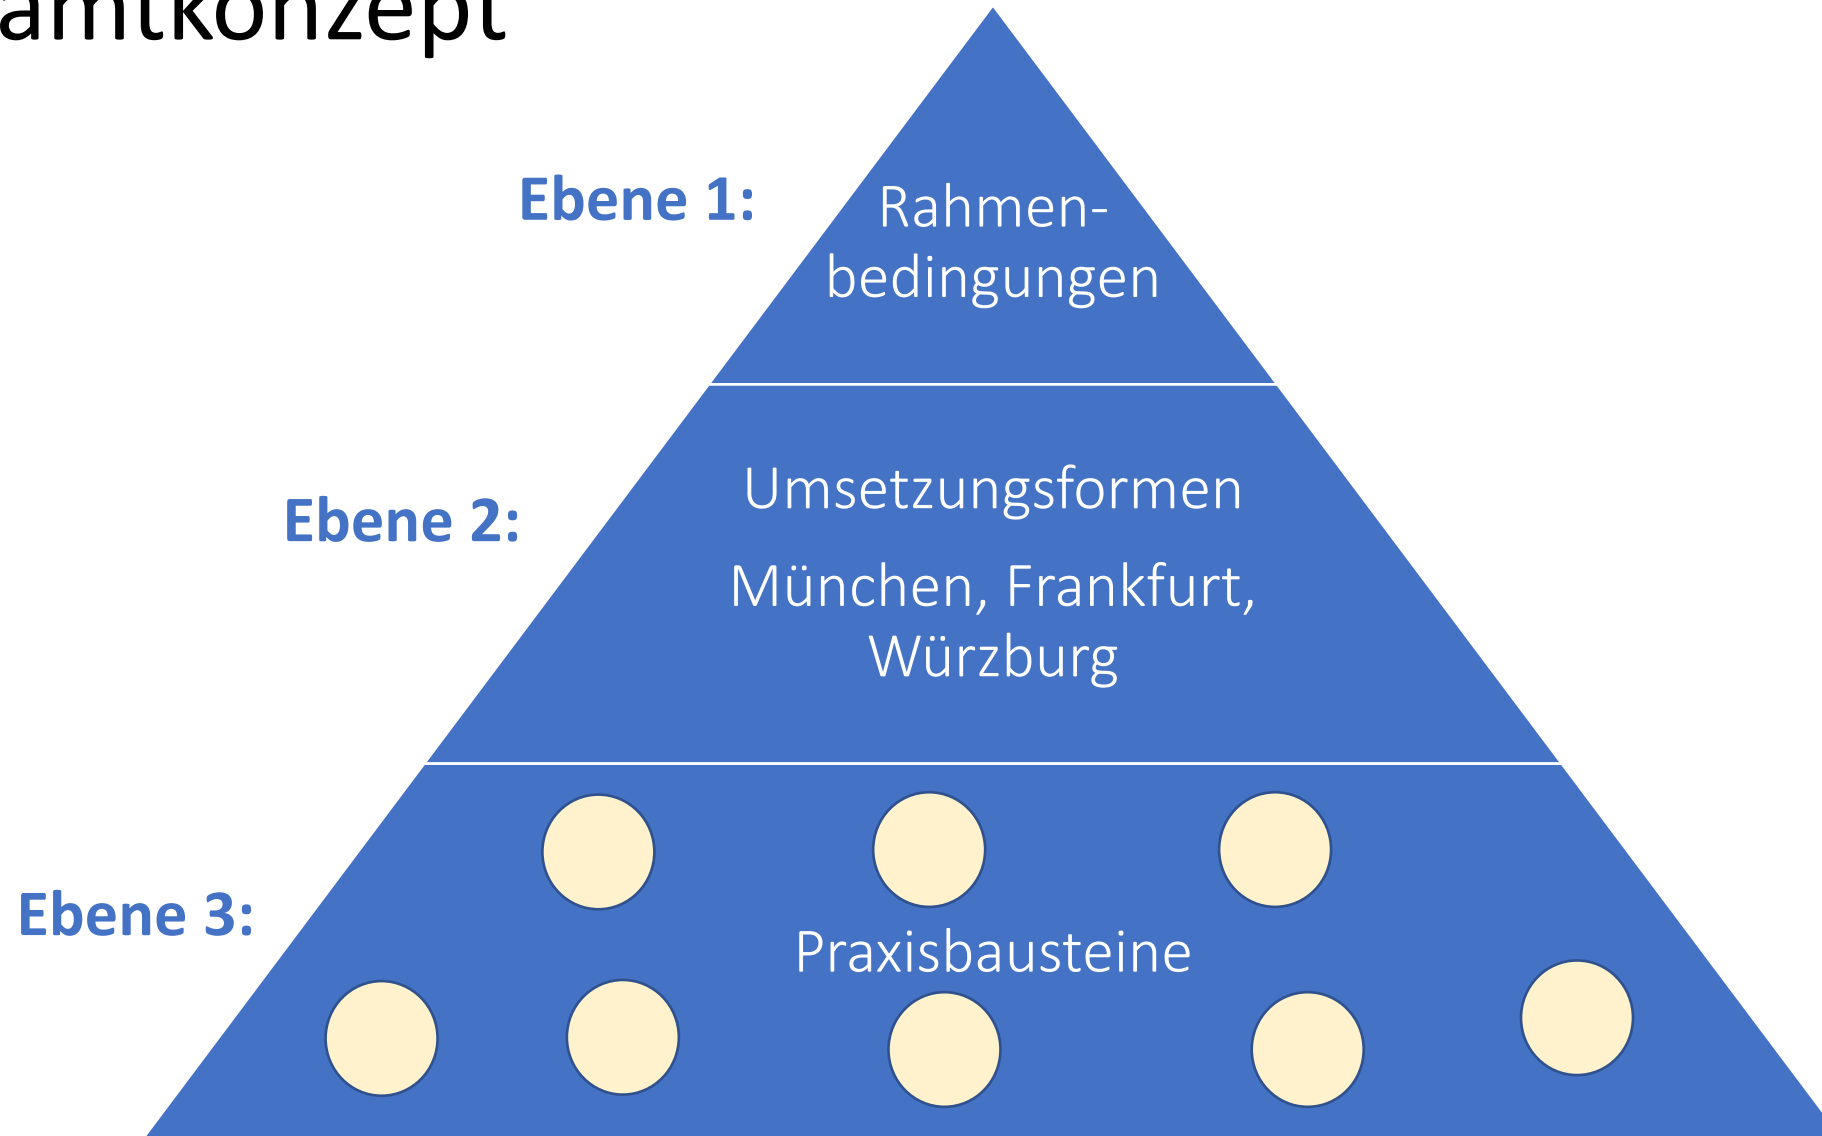 amtkonzept
Ebene 1:
Rahmen-
bedingungen
Ebene 2:
Umsetzungsformen
München, Frankfurt,
Würzburg
Ebene 3:
Praxisbausteine